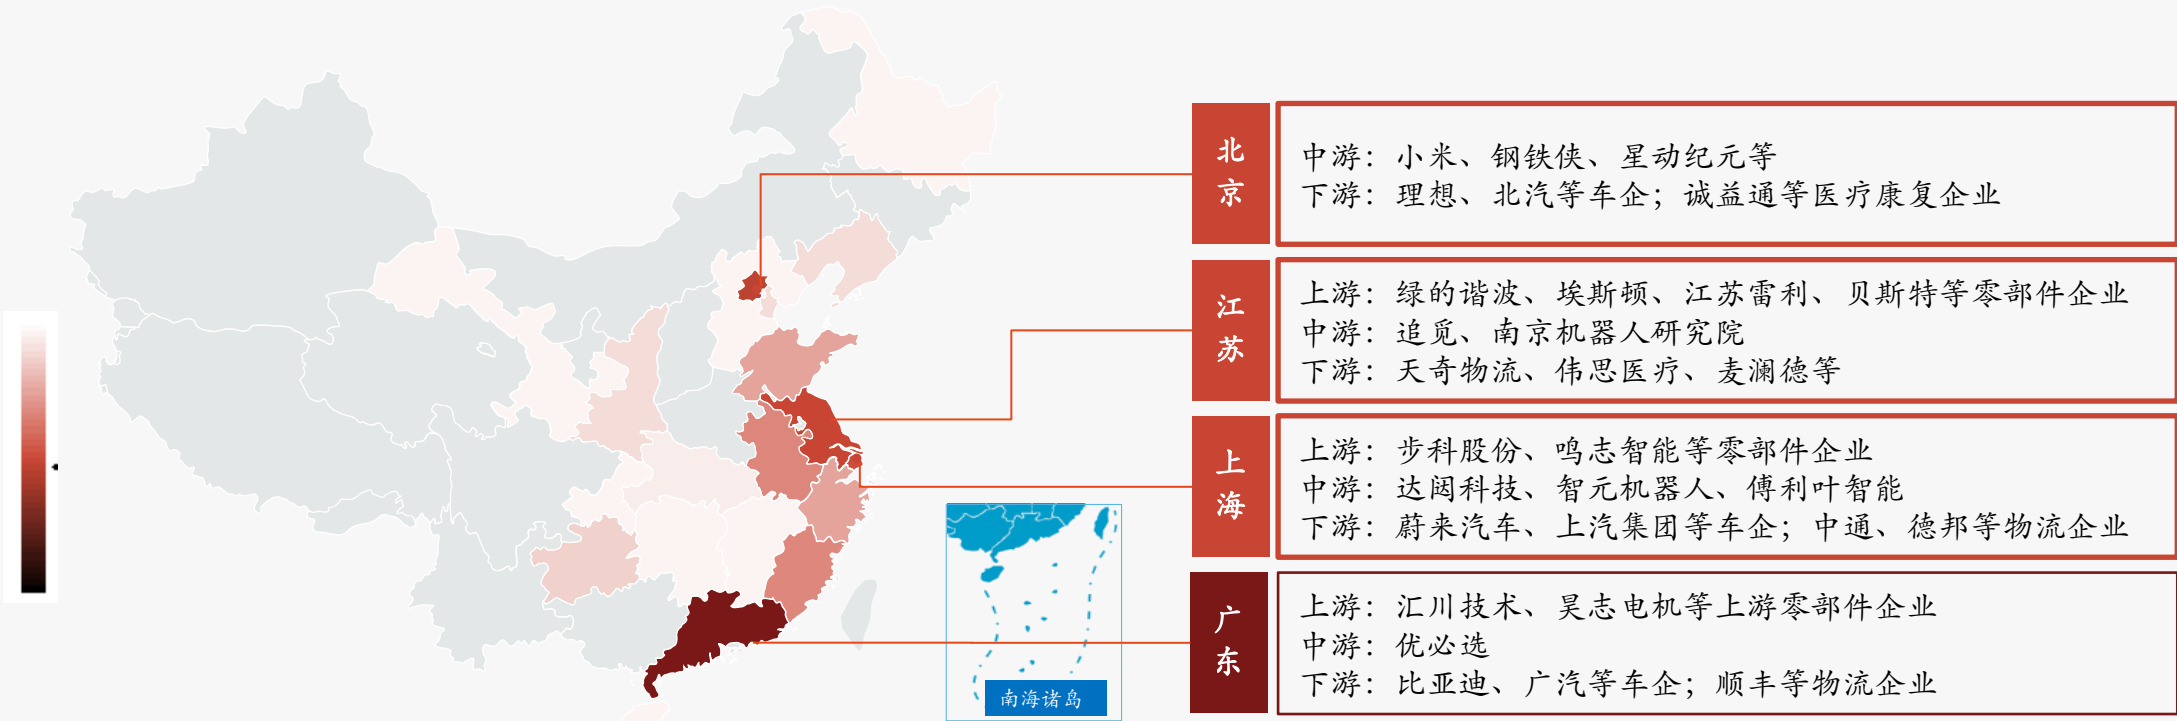 北京
中游：小米、钢铁侠、星动纪元等
下游：理想、北汽等车企；诚益通等医疗康复企业
江苏
上游：绿的谐波、埃斯顿、江苏雷利、贝斯特等零部件企业
中游：追觅、南京机器人研究院
下游：天奇物流、伟思医疗、麦澜德等
上海
上游：步科股份、鸣志智能等零部件企业
中游：达闼科技、智元机器人、傅利叶智能
下游：蔚来汽车、上汽集团等车企；中通、德邦等物流企业
广东
上游：汇川技术、昊志电机等上游零部件企业
中游：优必选
下游：比亚迪、广汽等车企；顺丰等物流企业
南海诸岛